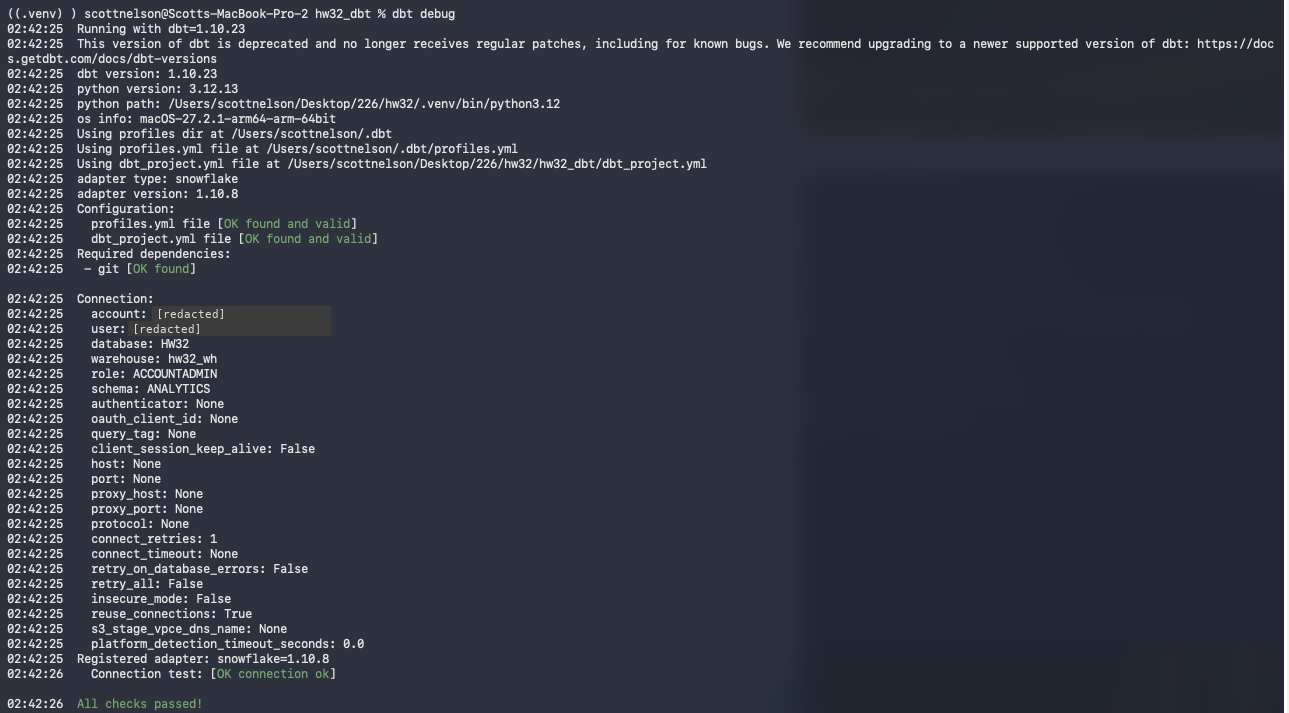 ((.venv) ) scottnelson@Scotts-MacBook-Pro-2 hw32_dbt % dbt debug
02:42:25  Running with dbt=1.10.23
02:42:25  This version of dbt is deprecated and no longer receives regular patches, including for known bugs. We recommend upgrading to a newer supported version of dbt: https://doc
s.getdbt.com/docs/dbt-versions
02:42:25  dbt version: 1.10.23
02:42:25  python version: 3.12.13
02:42:25  python path: /Users/scottnelson/Desktop/226/hw32/.venv/bin/python3.12
02:42:25  os info: macOS-27.2.1-arm64-arm-64bit
02:42:25  Using profiles dir at /Users/scottnelson/.dbt
02:42:25  Using profiles.yml file at /Users/scottnelson/.dbt/profiles.yml
02:42:25  Using dbt_project.yml file at /Users/scottnelson/Desktop/226/hw32/hw32_dbt/dbt_project.yml
02:42:25  adapter type: snowflake
02:42:25  adapter version: 1.10.8
02:42:25  Configuration:
02:42:25    profiles.yml file [OK found and valid]
02:42:25    dbt_project.yml file [OK found and valid]
02:42:25  Required dependencies:
02:42:25   - git [OK found]
02:42:25  Connection:
02:42:25    account: [redacted]
02:42:25    user: [redacted]
02:42:25    database: HW32
02:42:25    warehouse: hw32_wh
02:42:25    role: ACCOUNTADMIN
02:42:25    schema: ANALYTICS
02:42:25    authenticator: None
02:42:25    oauth_client_id: None
02:42:25    query_tag: None
02:42:25    client_session_keep_alive: False
02:42:25    host: None
02:42:25    port: None
02:42:25    proxy_host: None
02:42:25    proxy_port: None
02:42:25    protocol: None
02:42:25    connect_retries: 1
02:42:25    connect_timeout: None
02:42:25    retry_on_database_errors: False
02:42:25    retry_all: False
02:42:25    insecure_mode: False
02:42:25    reuse_connections: True
02:42:25    s3_stage_vpce_dns_name: None
02:42:25    platform_detection_timeout_seconds: 0.0
02:42:25  Registered adapter: snowflake=1.10.8
02:42:26    Connection test: [OK connection ok]
02:42:26  All checks passed!